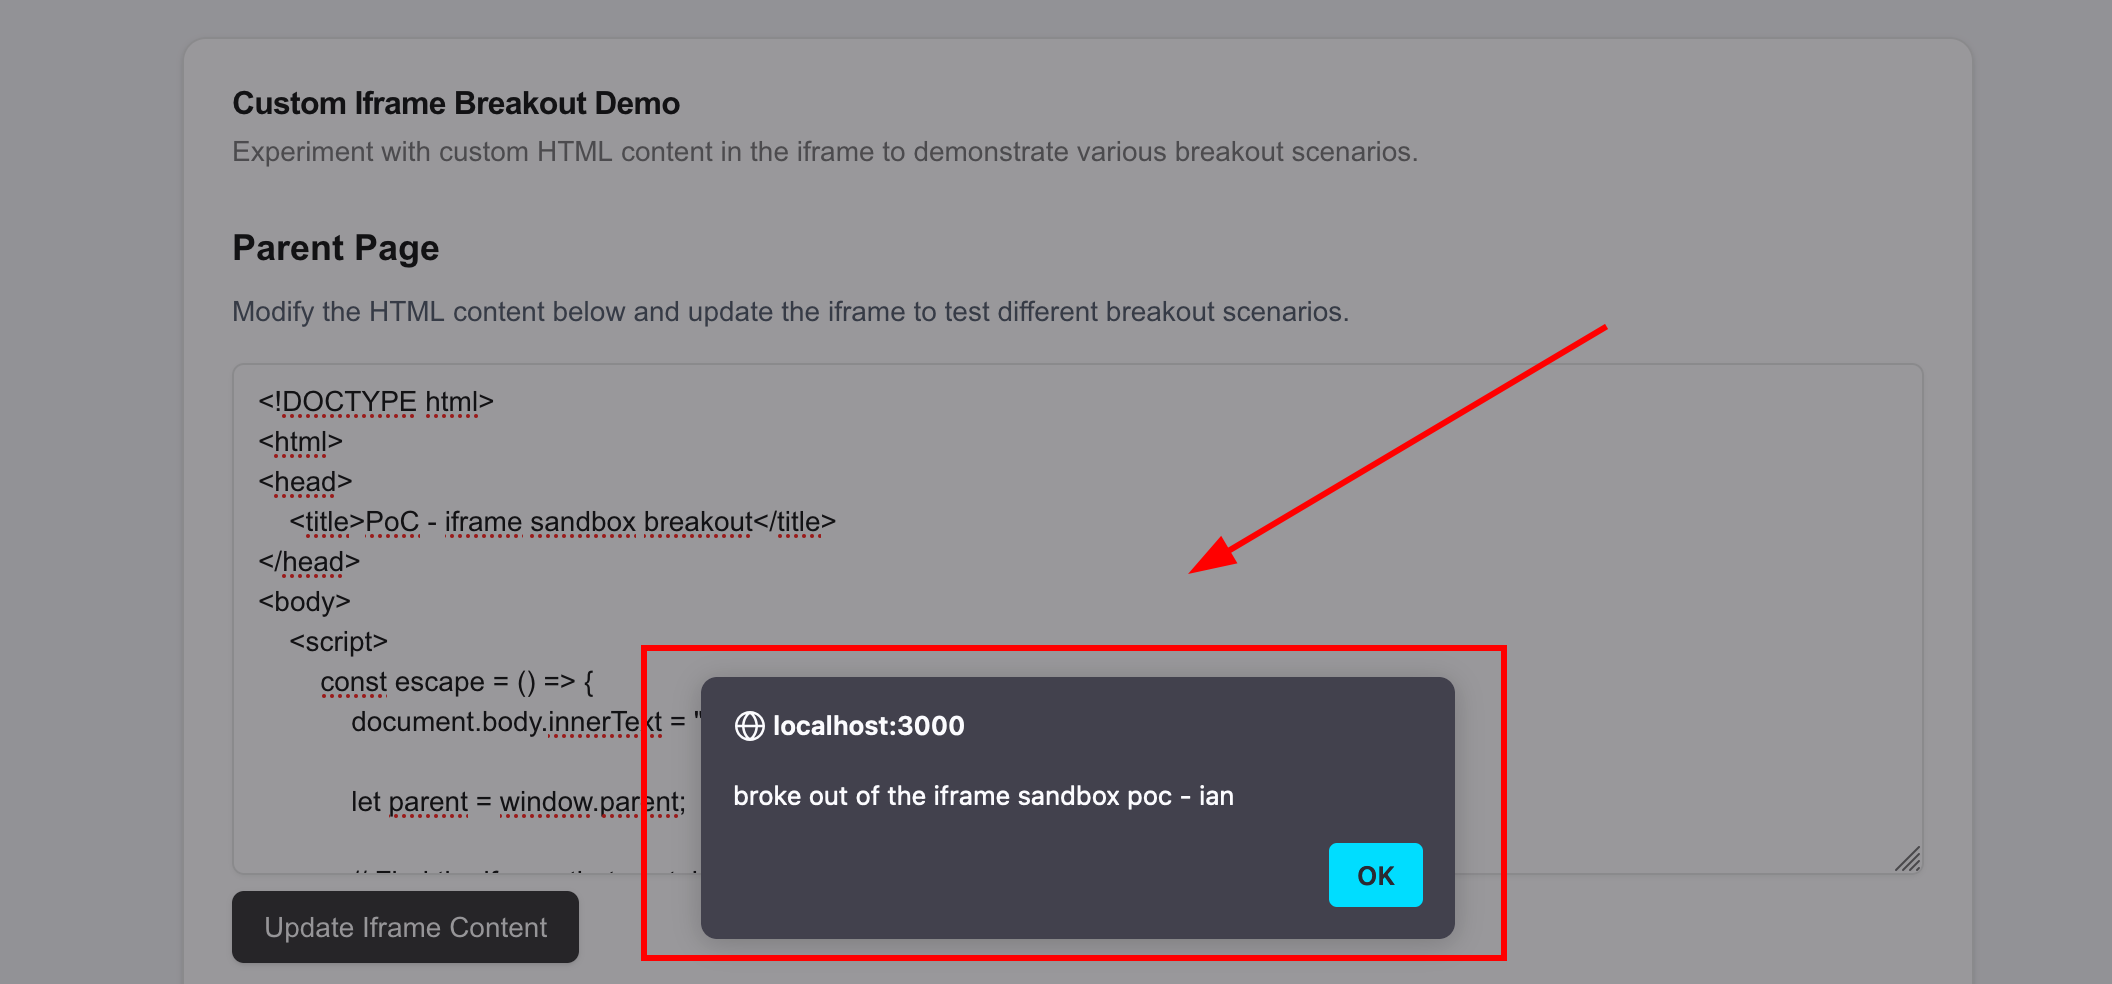 Custom Iframe Breakout Demo
Experiment with custom HTML content in the iframe to demonstrate various breakout scenarios.
Parent Page
Modify the HTML content below and update the iframe to test different breakout scenarios.
<!DOCTYPE html>
<html>
<head>
<title>PoC - iframe sandbox breakout</title>
</head>
<body>
<script>
const escape = () => {
document.body.innerText = "
let parent = window.parent;
localhost:3000
broke out of the iframe sandbox poc - ian
OK
Update Iframe Content